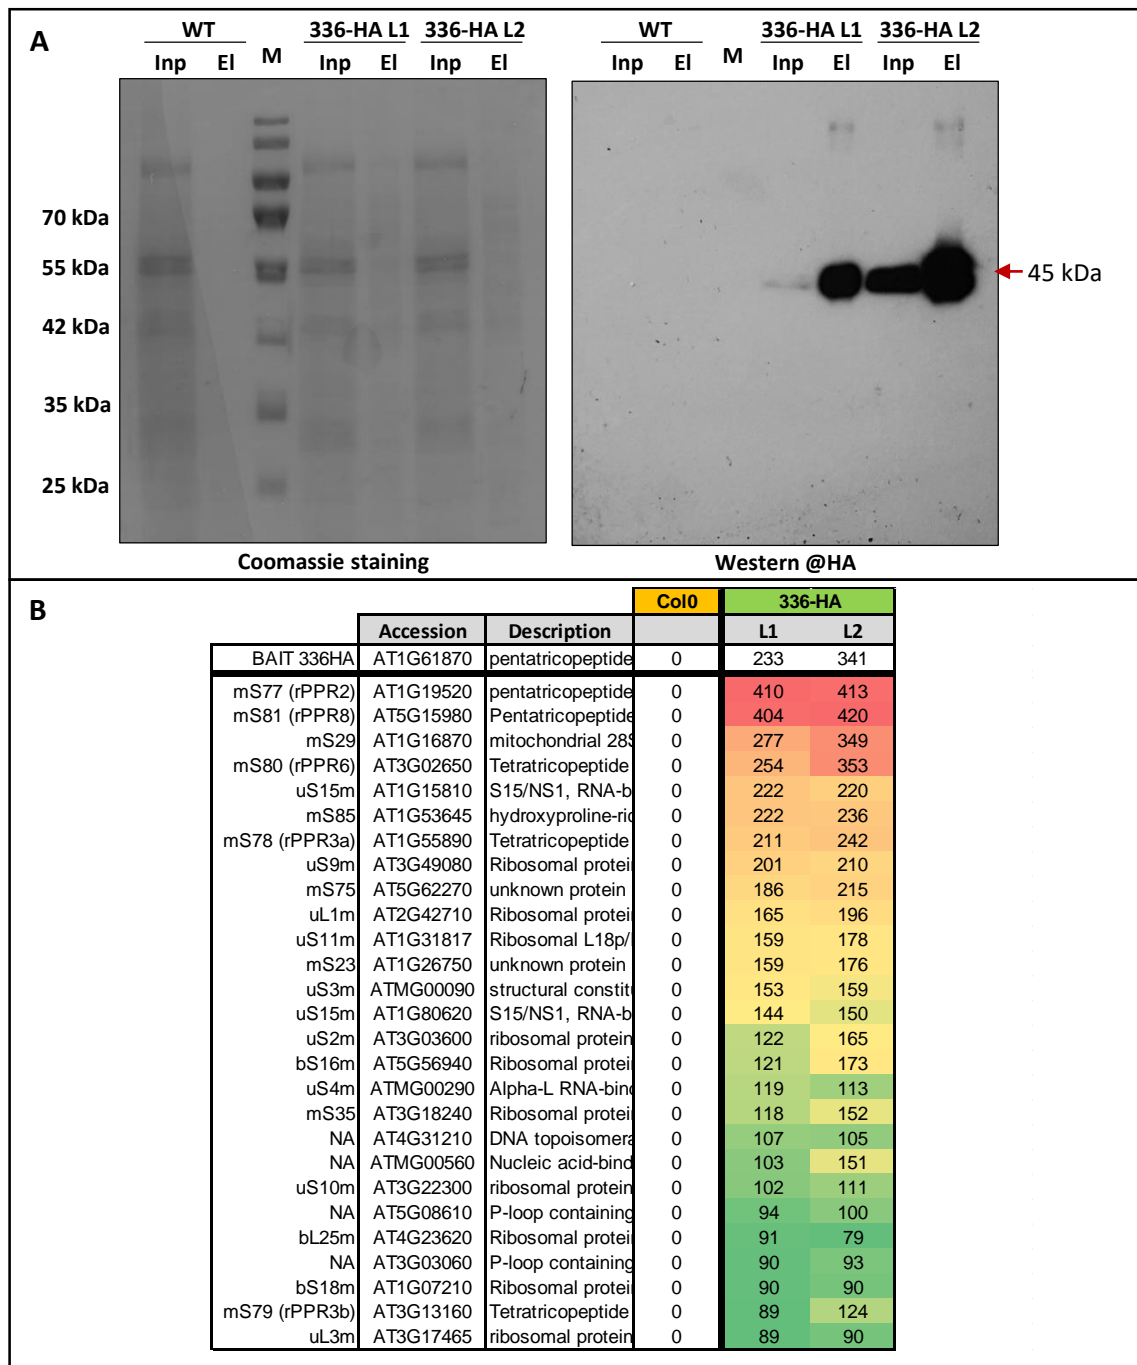 A
WT 336-HA L1 336-HA L2 WT 336-HA L1 336-HA L2
Inp El M Inp El Inp El Inp El M Inp El Inp El
70 kDa
55 kDa
45 kDa
42 kDa
35 kDa
25 kDa
Coomassie staining Western @HA
B
Col0 336-HA
Accession Description L1 L2
BAIT 336HA AT1G61870 pentatricopeptide 0 233 341
mS77 (rPPR2) AT1G19520 pentatricopeptide 0 410 413
mS81 (rPPR8) AT5G15980 Pentatricopeptide 0 404 420
mS29 AT1G16870 mitochondrial 28S 0 277 349
mS80 (rPPR6) AT3G02650 Tetratricopeptide 0 254 353
uS15m AT1G15810 S15/NS1, RNA-b 0 222 220
mS85 AT1G53645 hydroxyproline-ric 0 222 236
mS78 (rPPR3a) AT1G55890 Tetratricopeptide 0 211 242
uS9m AT3G49080 Ribosomal protei 0 201 210
mS75 AT5G62270 unknown protein 0 186 215
uL1m AT2G42710 Ribosomal protei 0 165 196
uS11m AT1G31817 Ribosomal L18p/ 0 159 178
mS23 AT1G26750 unknown protein 0 159 176
uS3m ATMG00090 structural constit 0 153 159
uS15m AT1G80620 S15/NS1, RNA-b 0 144 150
uS2m AT3G03600 ribosomal protein 0 122 165
bS16m AT5G56940 Ribosomal protei 0 121 173
uS4m ATMG00290 Alpha-L RNA-bind 0 119 113
mS35 AT3G18240 Ribosomal protei 0 118 152
NA AT4G31210 DNA topoisomera 0 107 105
NA ATMG00560 Nucleic acid-bind 0 103 151
uS10m AT3G22300 ribosomal protein 0 102 111
NA AT5G08610 P-loop containing 0 94 100
bL25m AT4G23620 Ribosomal protei 0 91 79
NA AT3G03060 P-loop containing 0 90 93
bS18m AT1G07210 Ribosomal protei 0 90 90
mS79 (rPPR3b) AT3G13160 Tetratricopeptide 0 89 124
uL3m AT3G17465 ribosomal protein 0 89 90